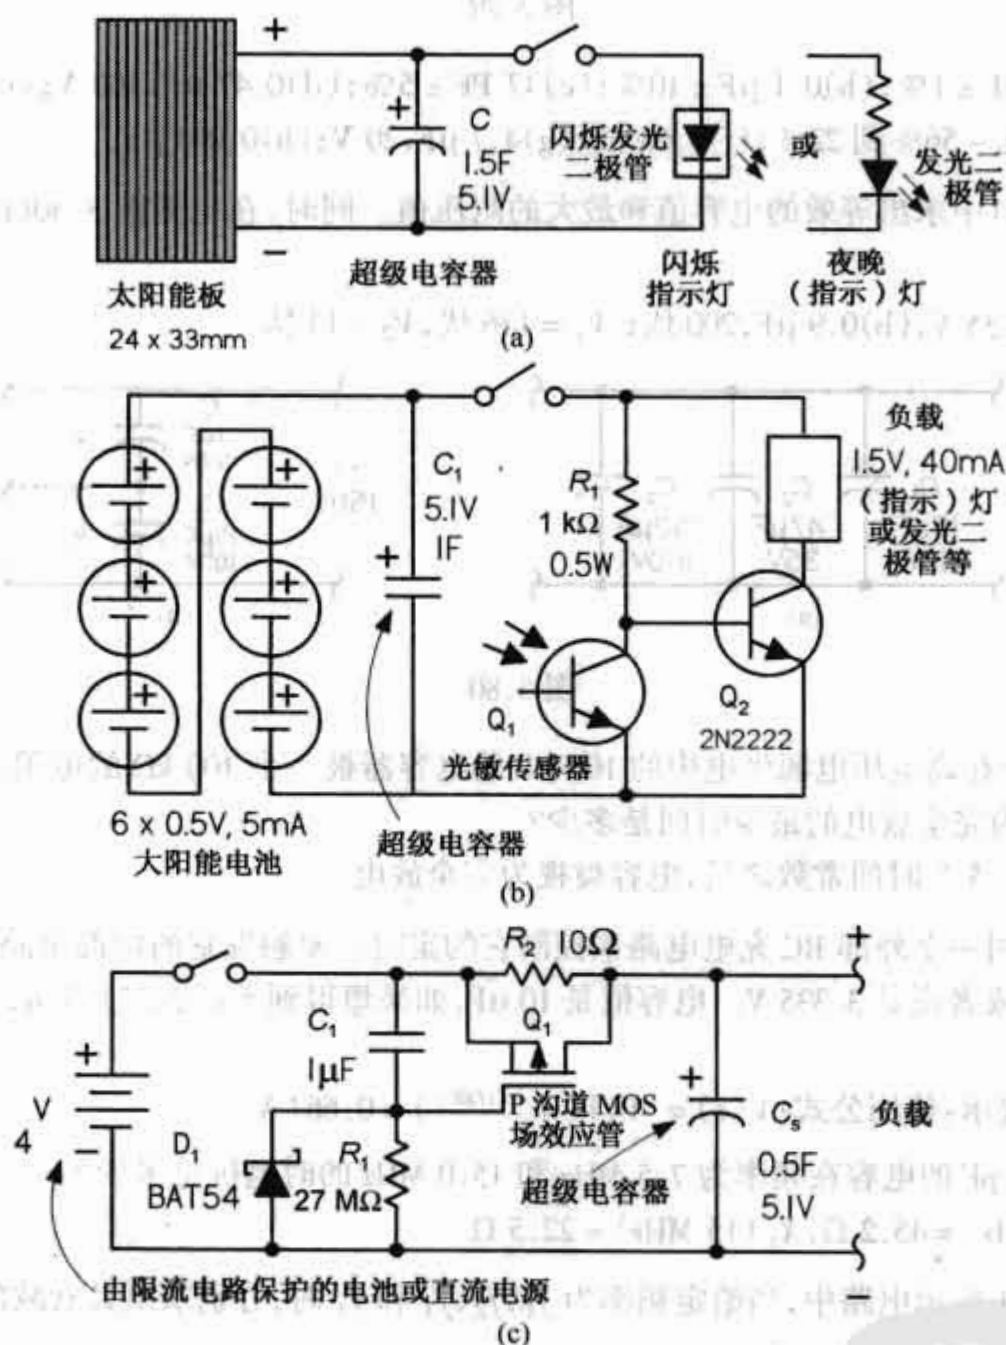 +
C
1.5F
5.1V
+
闪烁发光
二极管
或
发光二
极管
−
太阳能板
24 x 33mm
超级电容器
闪烁
指示灯
夜晚
（指示）灯
(a)
+
+
+
+
+
+
C₁
5.1V
1F
+
R₁
1 kΩ
0.5W
负载
1.5V, 40mA
（指示）灯
或发光二
极管等
Q₁
Q₂
2N2222
光敏传感器
6 x 0.5V, 5mA
大阳能电池
超级电容器
(b)
R₂ 10Ω
+
C₁
1μF
Q₁
+
V
4
−
D₁
BAT54
R₁
27 MΩ
P 沟道 MOS
场效应管
超级电容器
+
Cs
0.5F
5.1V
负载
由限流电路保护的电池或直流电源
−
(c)